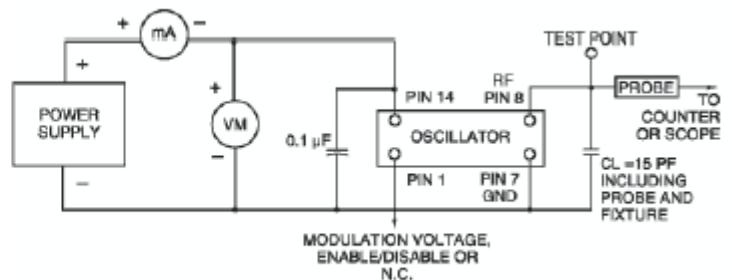 + mA −
TEST POINT
+
+
RF
PIN 14 PIN 8
PROBE
TO
COUNTER
OR SCOPE
POWER
SUPPLY
VM
0.1 µF
OSCILLATOR
−
−
PIN 1 PIN 7
GND
CL =15 PF
INCLUDING
PROBE AND
FIXTURE
MODULATION VOLTAGE,
ENABLE/DISABLE OR
N.C.